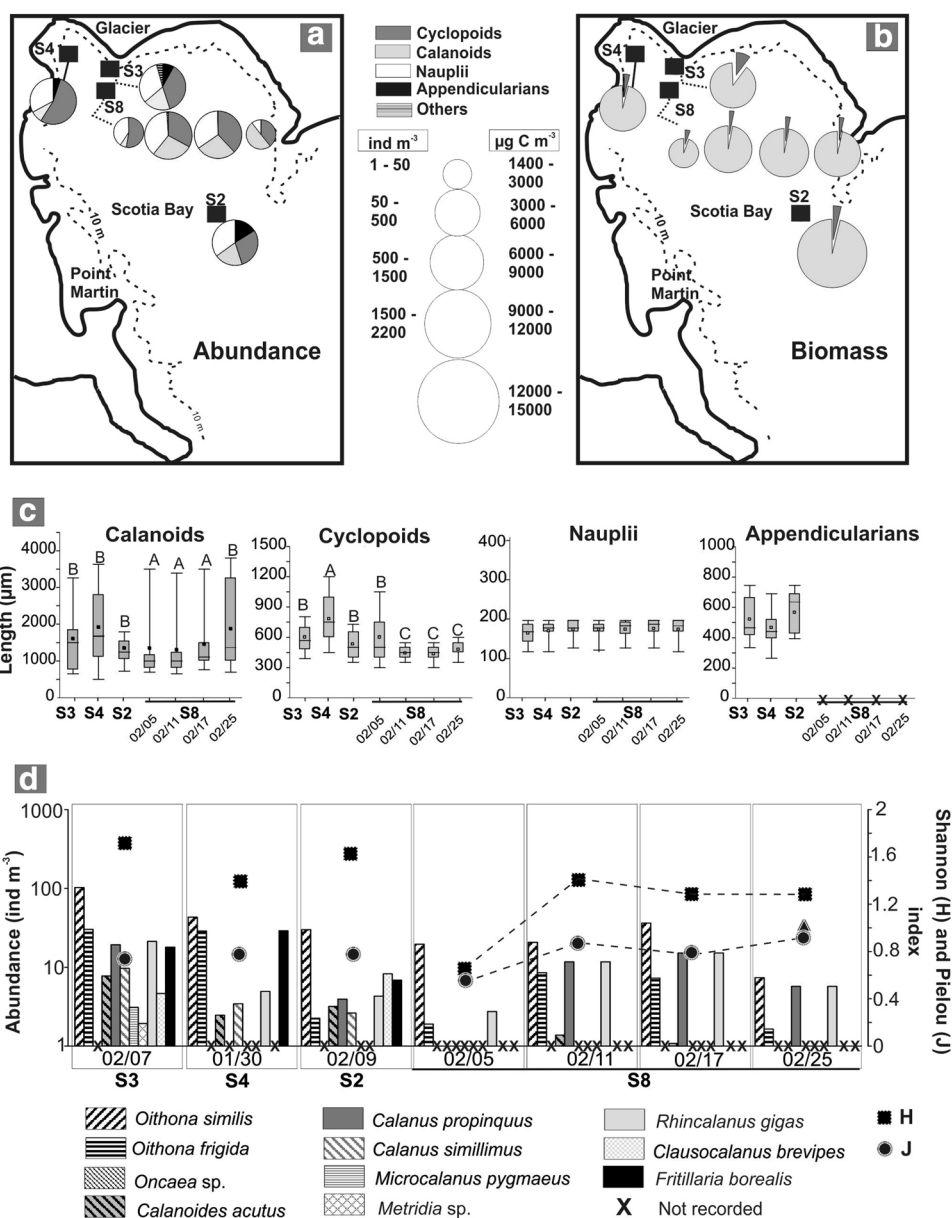 a
Glacier
S4
S3
S8
S2
Scotia Bay
10 m
Point
Martin
Abundance
10 m
Cyclopoids
Calanoids
Nauplii
Appendicularians
Others
ind m⁻³
µg C m⁻³
1 - 50
1400 -
3000
50 -
500
3000 -
6000
500 -
1500
6000 -
9000
1500 -
2200
9000 -
12000
12000 -
15000
b
Glacier
S4
S3
S8
S2
Scotia Bay
10 m
Point
Martin
Biomass
c
Length (µm)
Calanoids
4000
3000
2000
1000
0
B B B A A A B
S3 S4 S2 02/05 02/11 02/17 02/25
S8
Cyclopoids
1500
1200
900
600
300
0
B A B B C C C
S3 S4 S2 02/05 02/11 02/17 02/25
S8
Nauplii
400
300
200
100
0
S3 S4 S2 02/05 02/11 02/17 02/25
S8
Appendicularians
1000
800
600
400
200
0
X X X X
S3 S4 S2 02/05 02/11 02/17 02/25
S8
d
Abundance (ind m⁻³)
1000
100
10
1
Shannon (H) and Pielou (J)
index
2
1.6
1.2
0.8
0.4
0
02/07 01/30 02/09 02/05 02/11 02/17 02/25
S3 S4 S2 S8
Oithona similis
Oithona frigida
Oncaea sp.
Calanoides acutus
Calanus propinquus
Calanus simillimus
Microcalanus pygmaeus
Metridia sp.
Rhincalanus gigas
Clausocalanus brevipes
Fritillaria borealis
X Not recorded
H
J